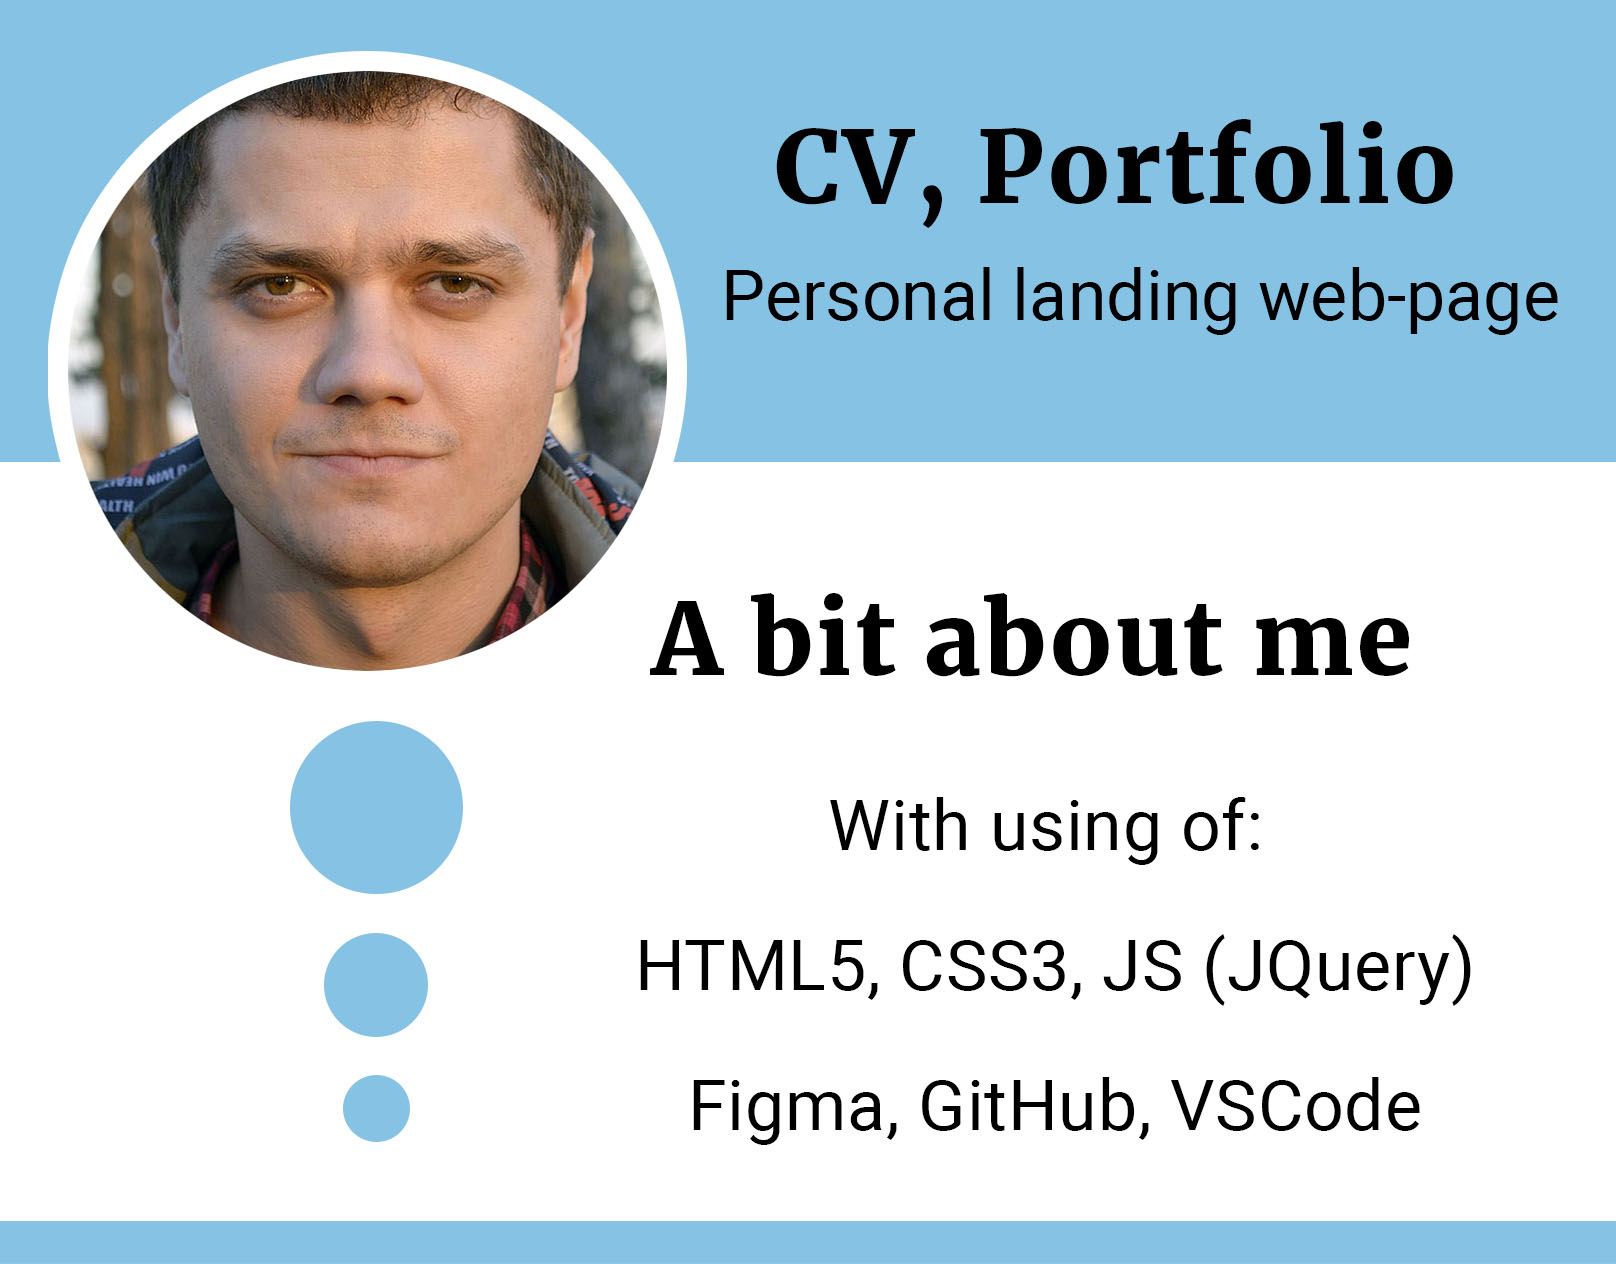 CV, Portfolio
Personal landing web-page
A bit about me
With using of:
HTML5, CSS3, JS (JQuery)
Figma, GitHub, VSCode